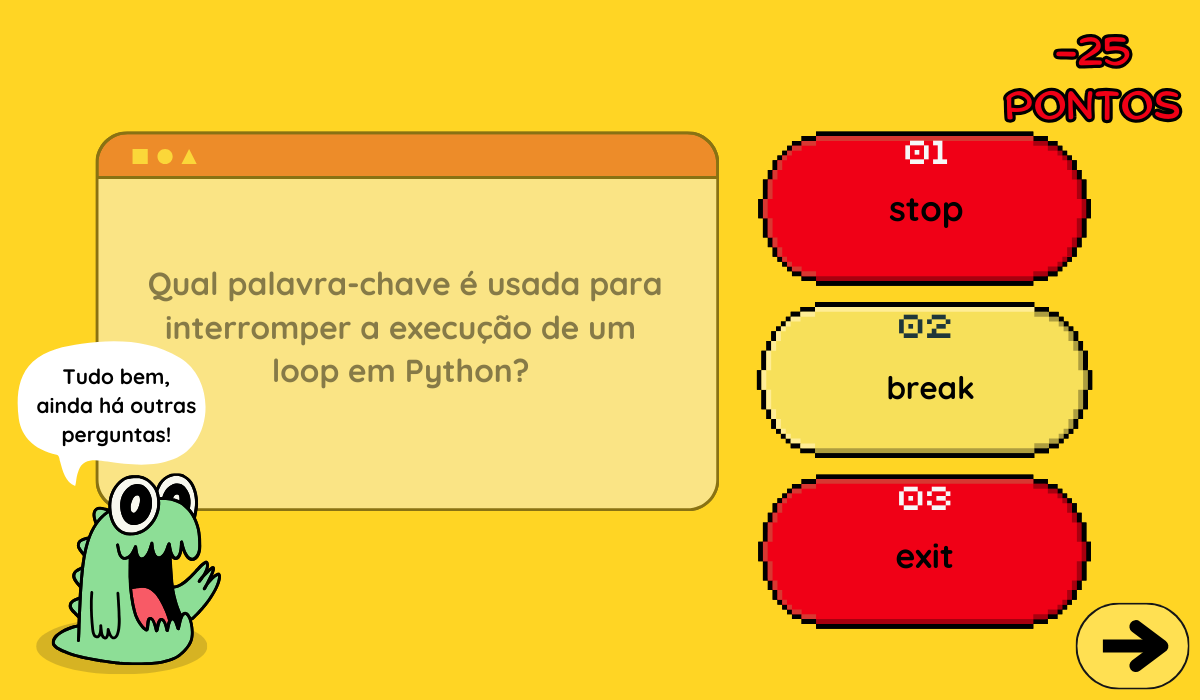 -25
PONTOS
Qual palavra-chave é usada para
interromper a execução de um
loop em Python?
Tudo bem,
ainda há outras
perguntas!
01
stop
02
break
03
exit